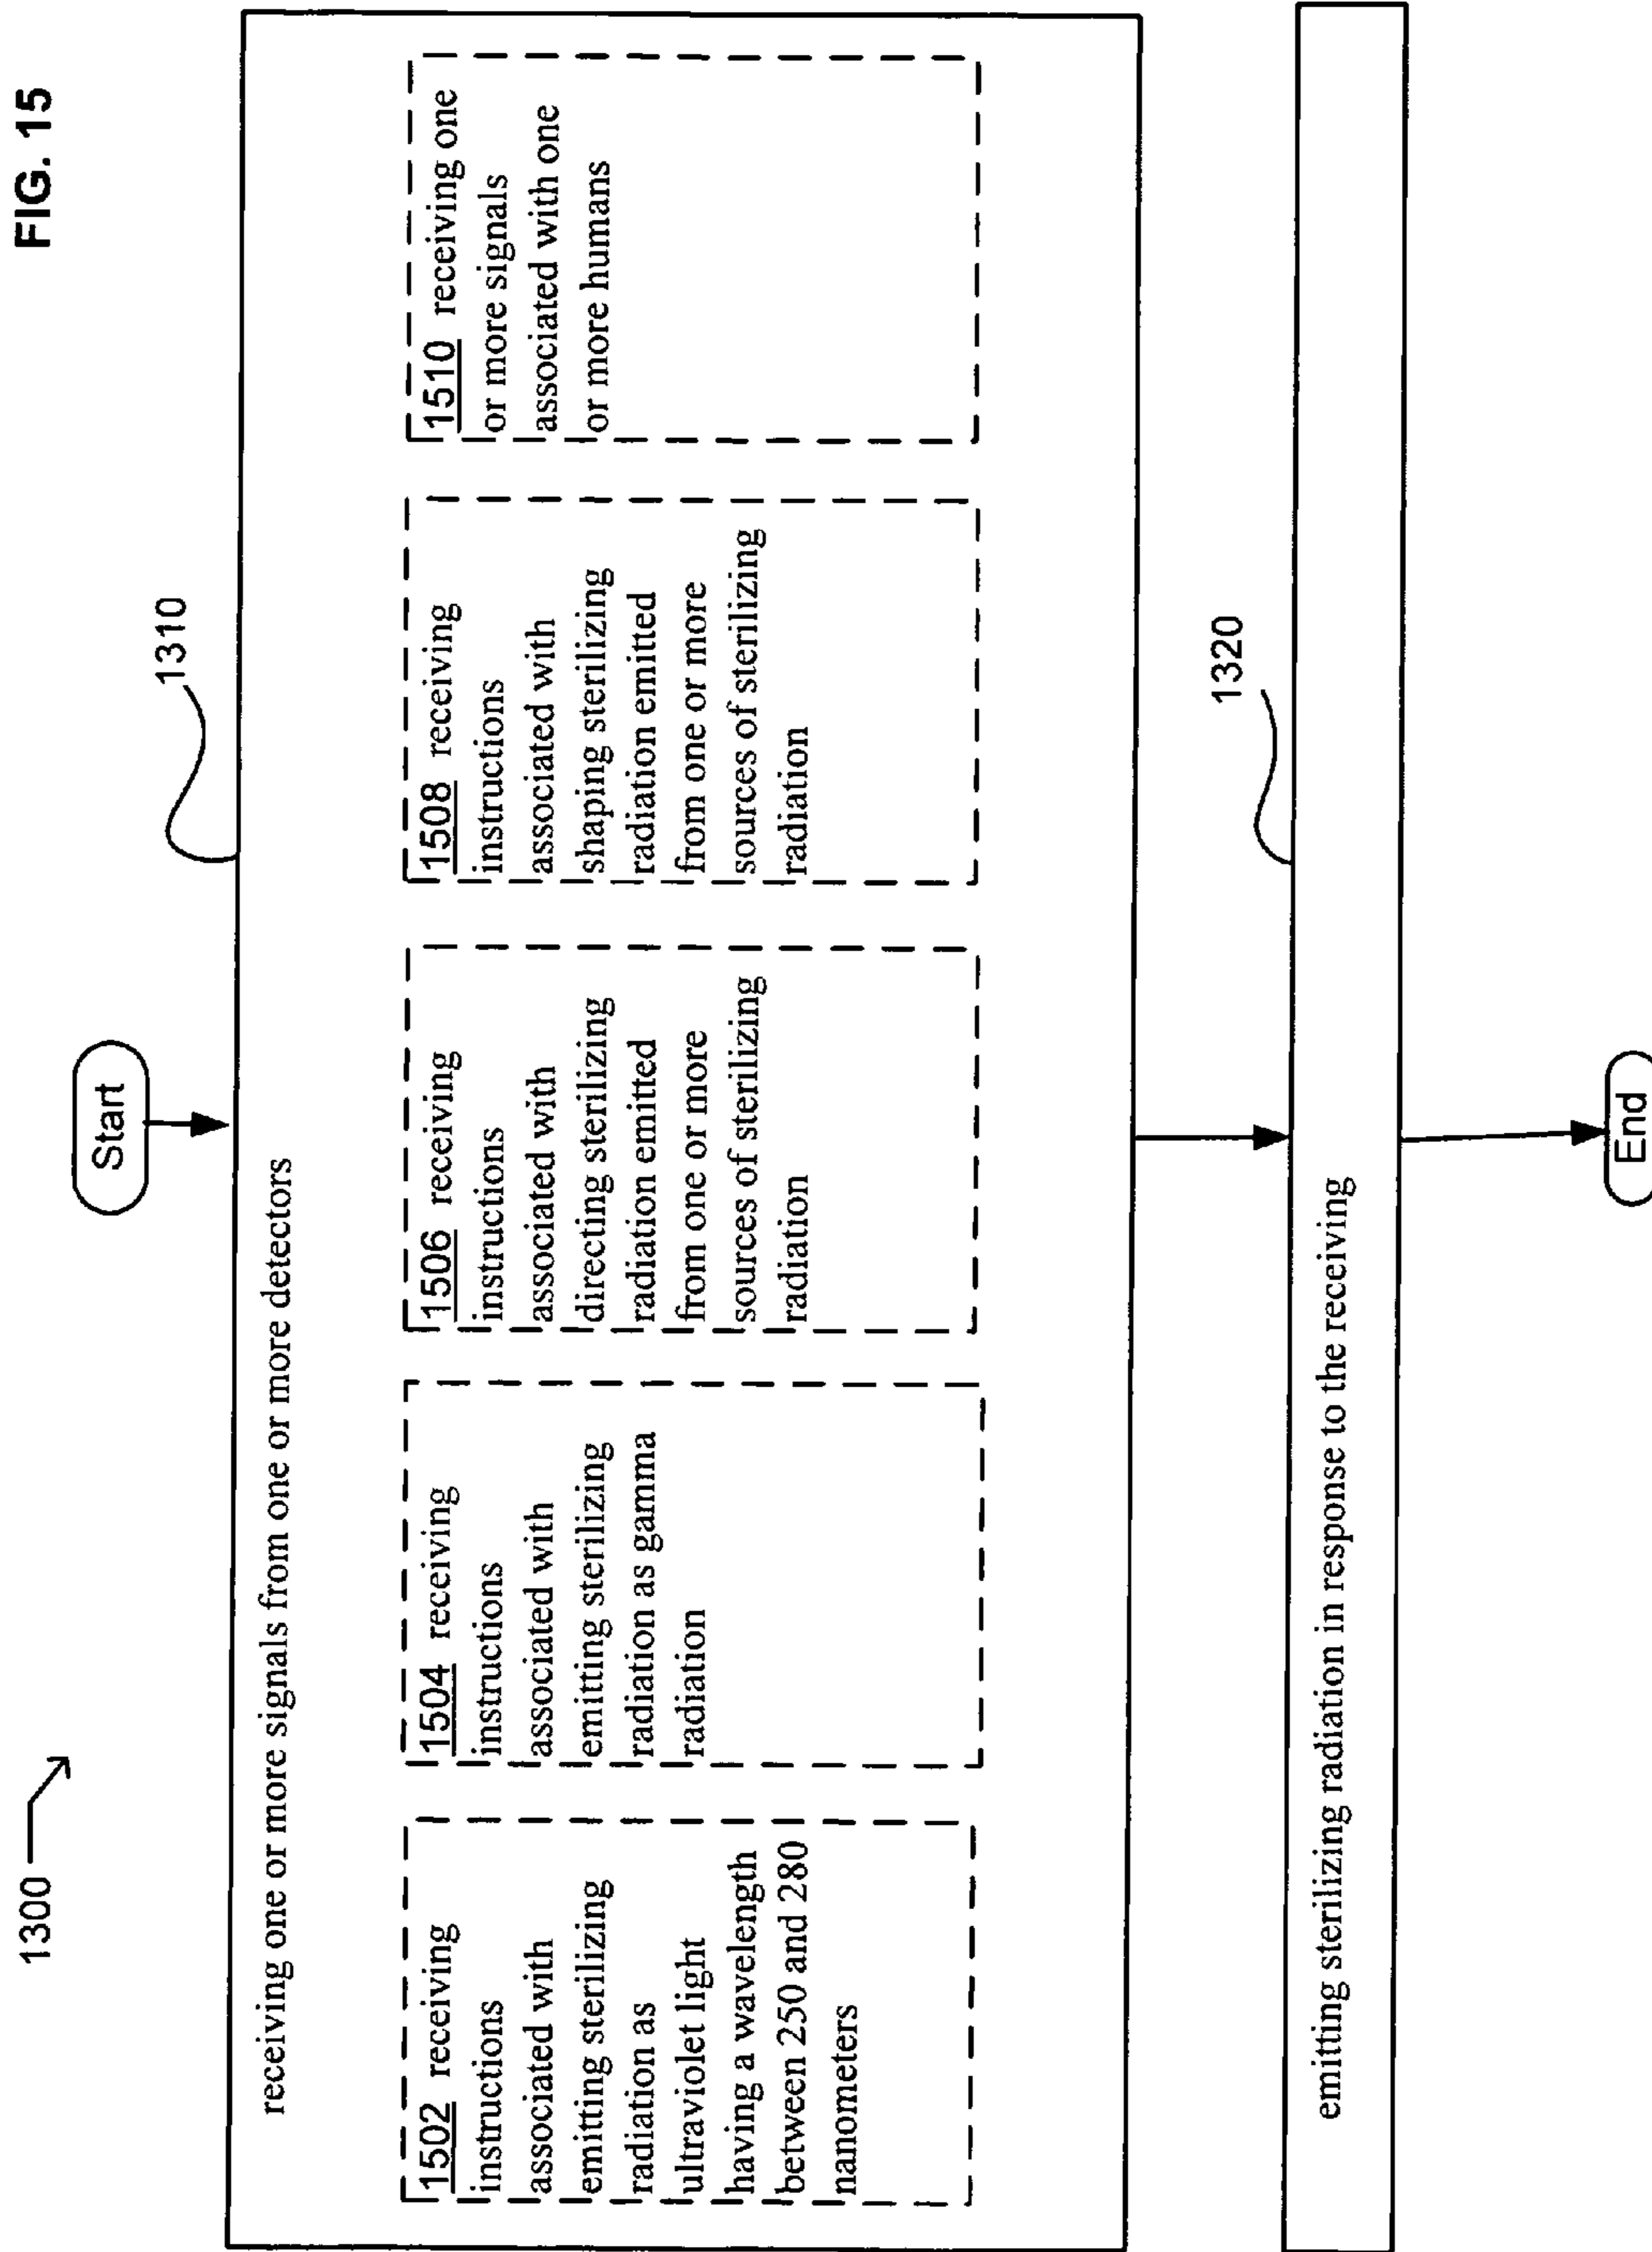 FIG. 15
1300
Start
1310
receiving one or more signals from one or more detectors
1502 receiving
instructions
associated with
emitting sterilizing
radiation as
ultraviolet light
having a wavelength
between 250 and 280
nanometers
1504 receiving
instructions
associated with
emitting sterilizing
radiation as gamma
radiation
1506 receiving
instructions
associated with
directing sterilizing
radiation emitted
from one or more
sources of sterilizing
radiation
1508 receiving
instructions
associated with
shaping sterilizing
radiation emitted
from one or more
sources of sterilizing
radiation
1510 receiving one
or more signals
associated with one
or more humans
1320
emitting sterilizing radiation in response to the receiving
End